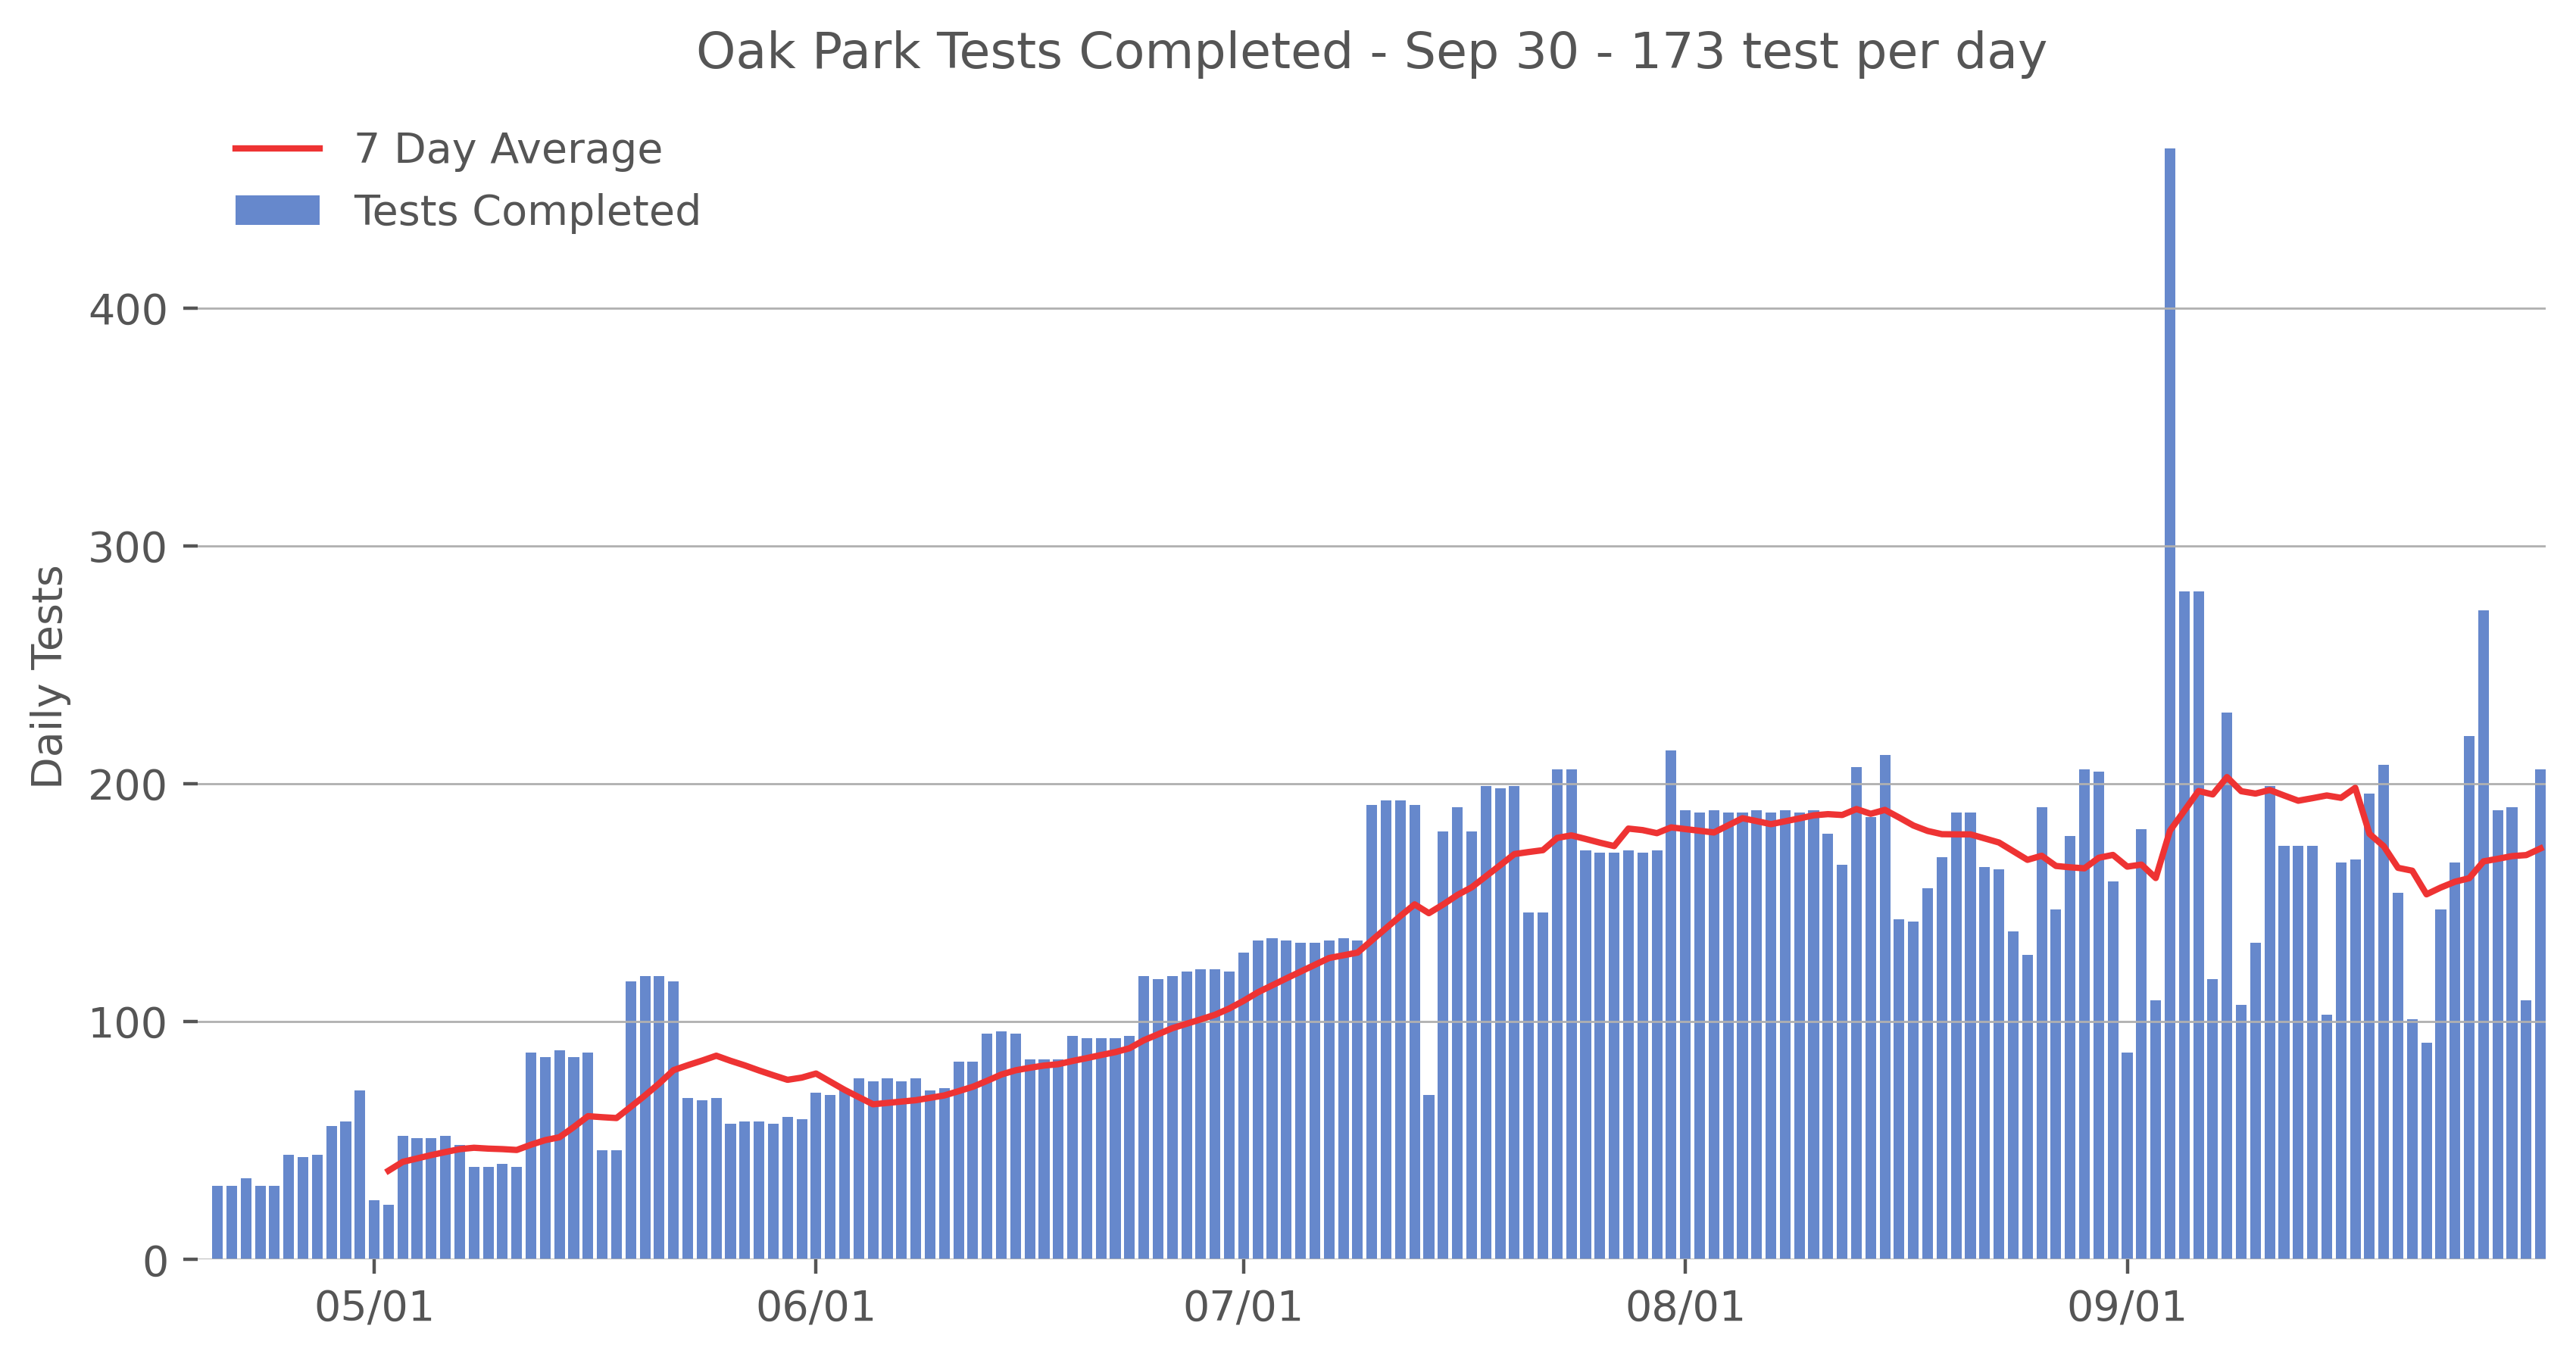 Oak Park Tests Completed - Sep 30 - 173 test per day
7 Day Average
Tests Completed
Daily Tests
400
300
200
100
0
05/01
06/01
07/01
08/01
09/01